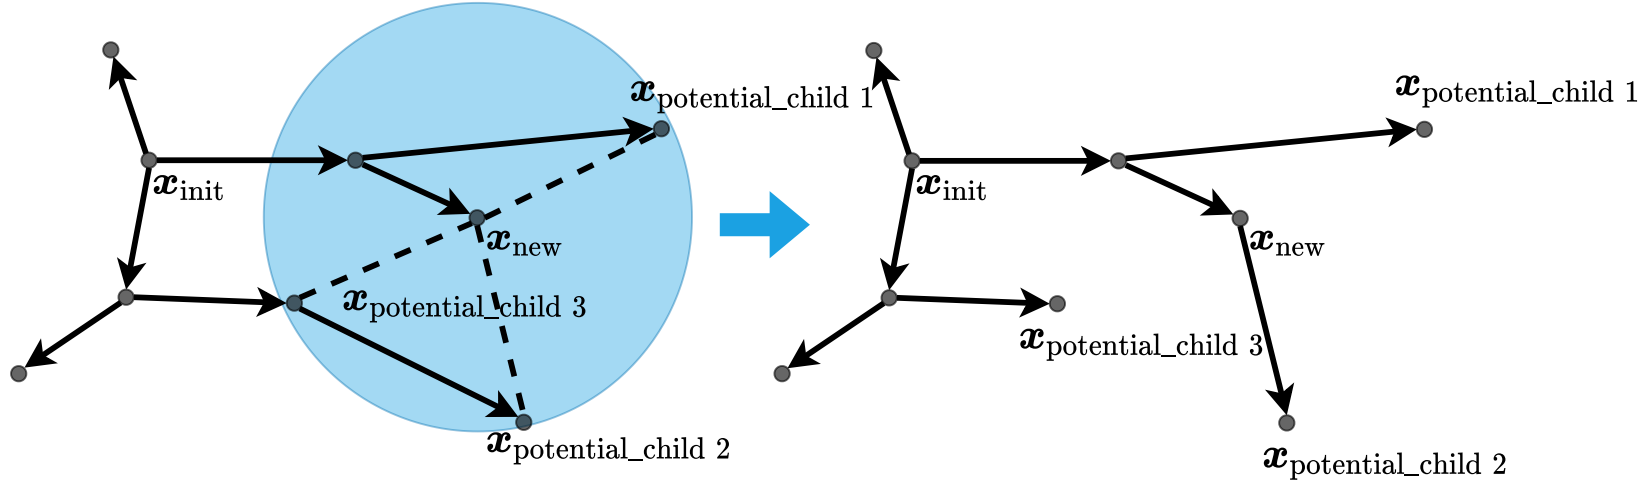 x_potential_child 1
x_init
x_new
x_potential_child 3
x_potential_child 2
x_potential_child 1
x_init
x_new
x_potential_child 3
x_potential_child 2